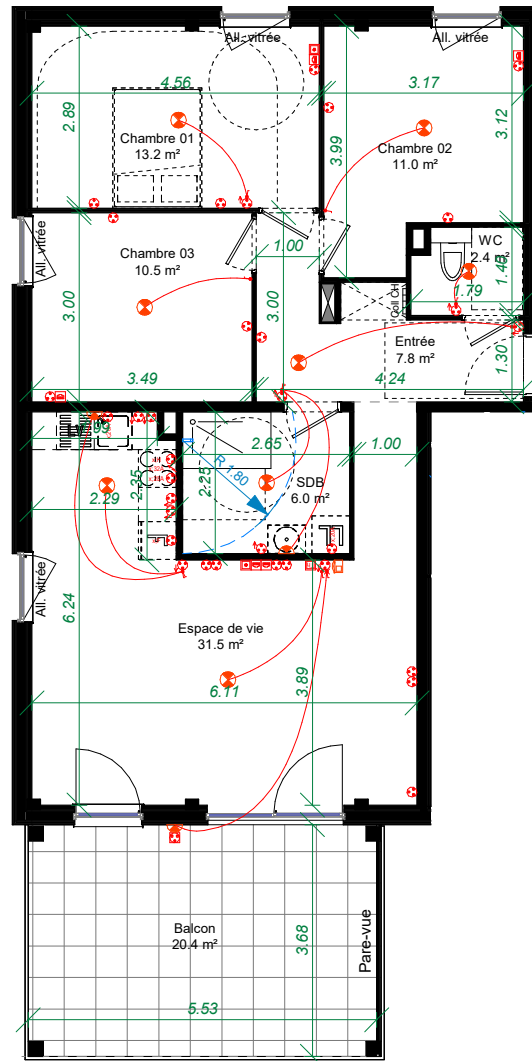 All. vitrée
All. vitrée
4.56
3.17
2.89
3.12
Chambre 01
13.2 m²
3.99
Chambre 02
11.0 m²
All. vitrée
Chambre 03
10.5 m²
1.00
WC
2.4 m²
1.45
1.79
3.00
3.00
Coll CH
Entrée
7.8 m²
1.30
3.49
4.24
2.65
1.00
2.35
2.25
R 1.80
SDB
6.0 m²
2.29
All. vitrée
6.24
Espace de vie
31.5 m²
3.89
6.11
Balcon
20.4 m²
3.68
Pare-vue
5.53